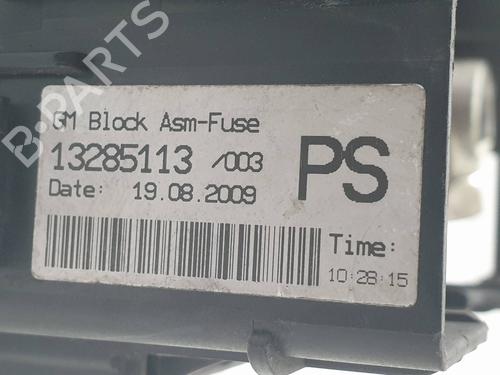 B-PARTS
GM Block Asm-Fuse
13285113 /003
PS
Date: 19.08.2009
Time:
10:28:15